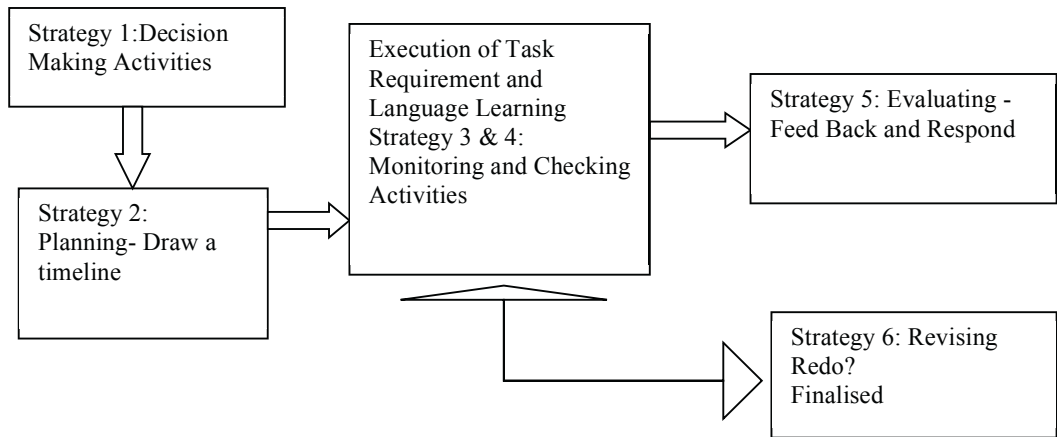 Strategy 1:Decision
Making Activities
Strategy 2:
Planning- Draw a
timeline
Execution of Task
Requirement and
Language Learning
Strategy 3 & 4:
Monitoring and Checking
Activities
Strategy 5: Evaluating -
Feed Back and Respond
Strategy 6: Revising
Redo?
Finalised